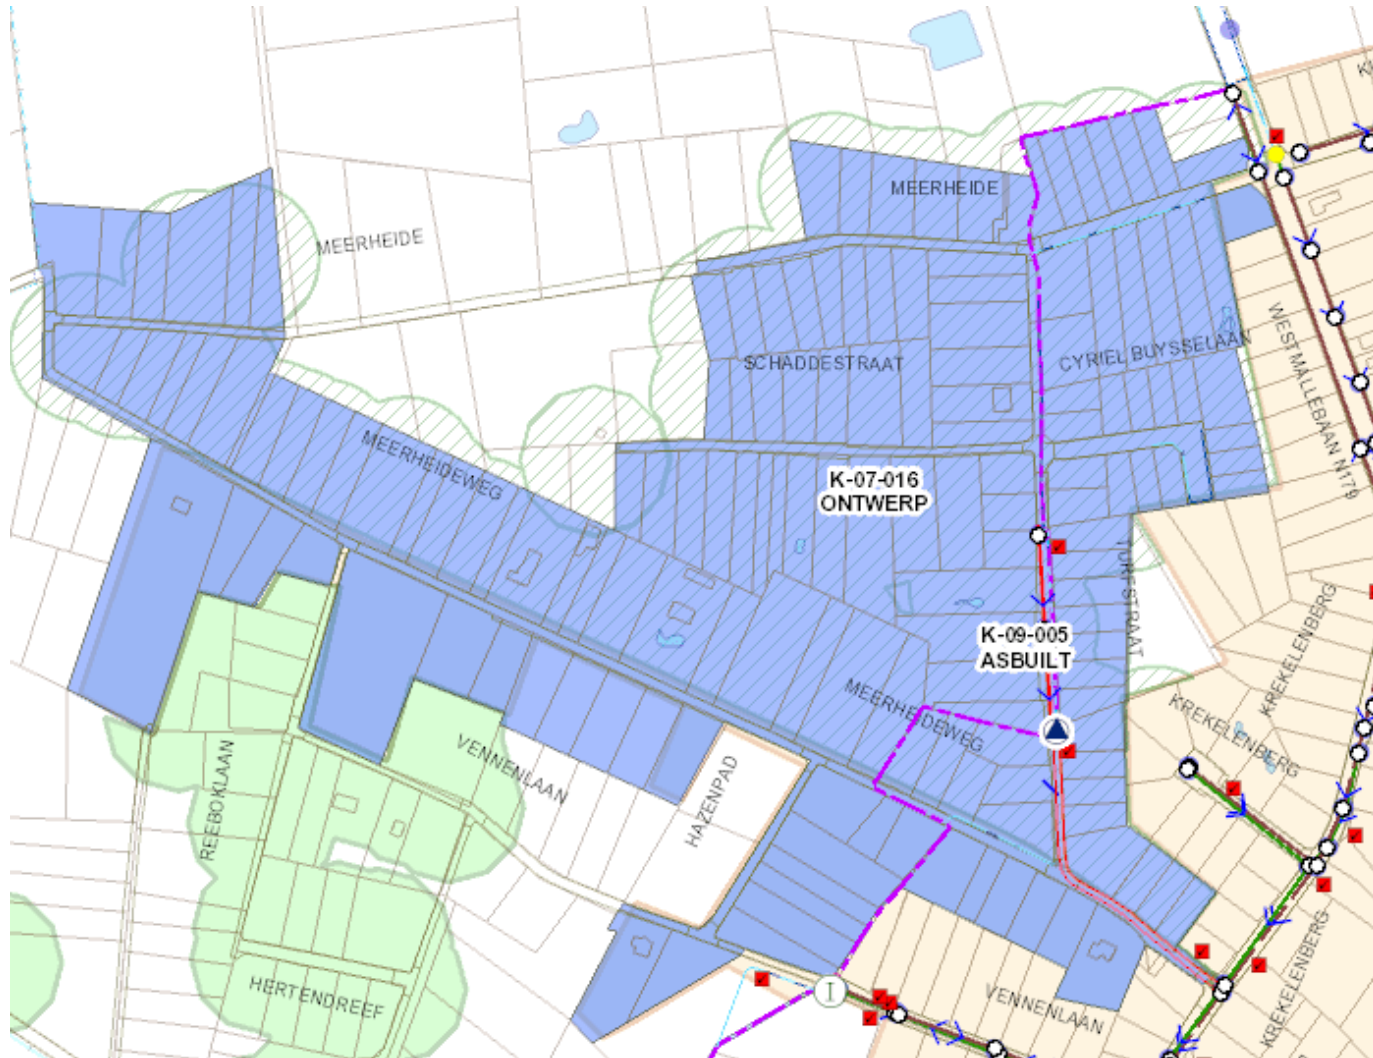 MEERHEIDE
MEERHEIDE
SCHADDESTRAAT
CYRIEL BUYSSELAAN
WESTMALLEBAAN N179
MEERHEIDEWEG
K-07-016
ONTWERP
TURFSTRAAT
K-09-005
ASBUILT
KREKELENBERG
KREKELENBERG
MEERHEIDEWEG
VENNENLAAN
HAZENPAD
REEBOKLAAN
HERTENDREEF
I
VENNENLAAN
KREKELENBERG